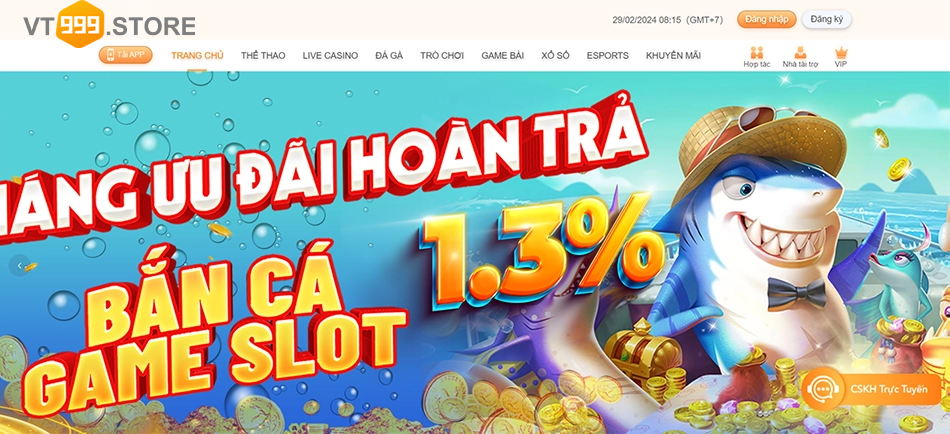 VT999.STORE
29/02/2024 08:15 (GMT+7)
Đăng nhập
Đăng ký
Tải APP
TRANG CHỦ
THỂ THAO
LIVE CASINO
ĐÁ GÀ
TRÒ CHƠI
GAME BÀI
XỔ SỐ
ESPORTS
KHUYẾN MÃI
Hợp tác
Nhà tài trợ
VIP
ƯU ĐÃI HOÀN TRẢ
1.3%
BẮN CÁ
GAME SLOT
CSKH Trực Tuyến